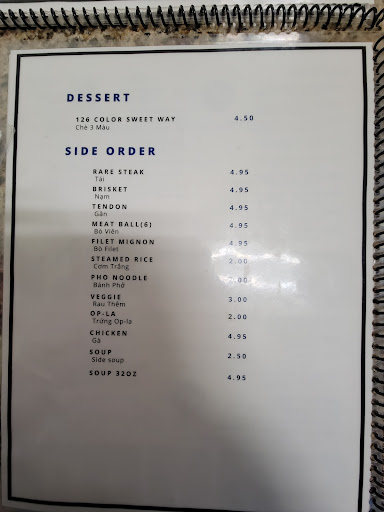 DESSERT
126 COLOR SWEET WAY 4.50
Chè 3 Màu
SIDE ORDER
RARE STEAK 4.95
Tái
BRISKET 4.95
Nạm
TENDON 4.95
Gân
MEAT BALL(6) 4.95
Bò Viên
FILET MIGNON 4.95
Bò Filet
STEAMED RICE 2.00
Cơm Trắng
PHO NOODLE .00
Bánh Phở
VEGGIE 3.00
Rau Thêm
OP-LA 2.00
Trứng Op-la
CHICKEN 4.95
Gà
SOUP 2.50
Side soup
SOUP 32OZ 4.95